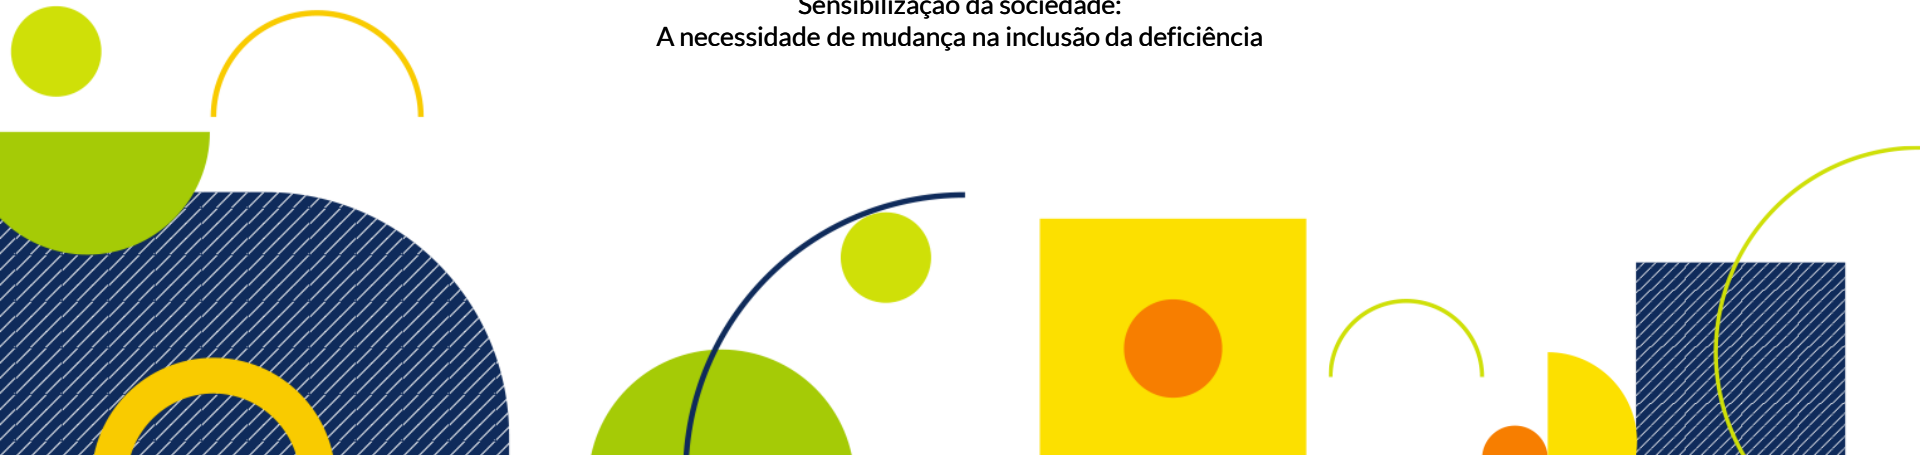 Sensibilização da sociedade:
A necessidade de mudança na inclusão da deficiência